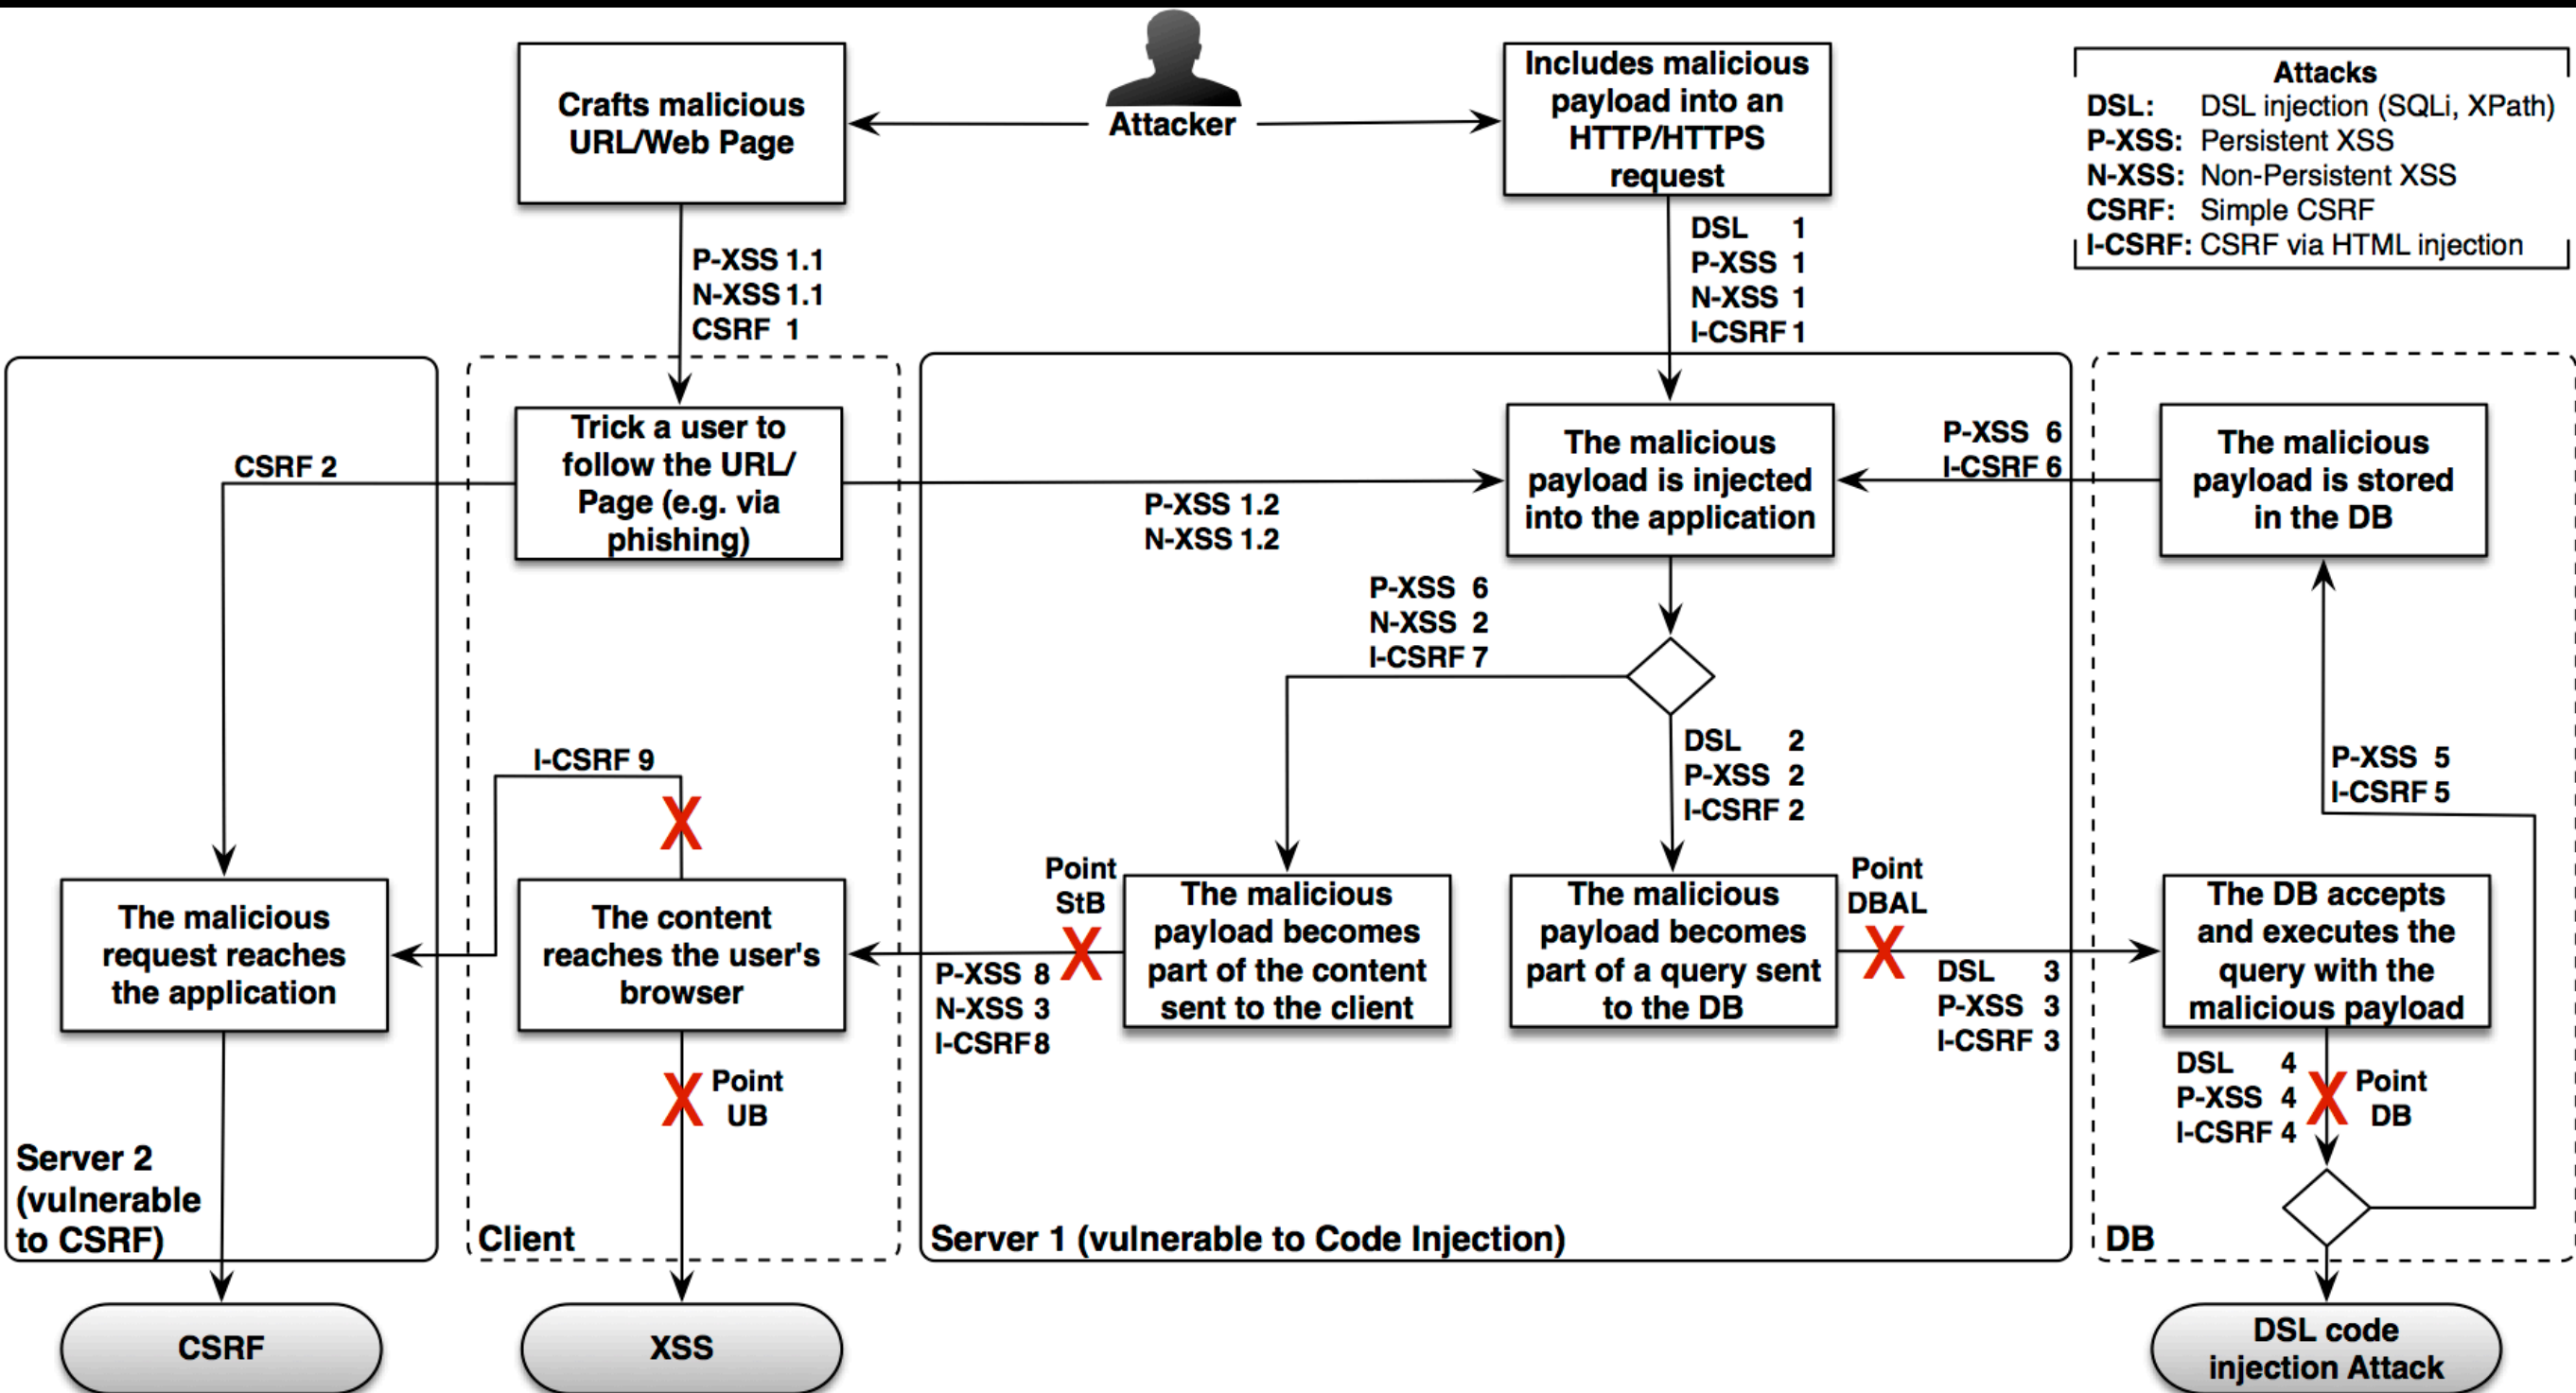 Crafts malicious
URL/Web Page
Attacker
Includes malicious
payload into an
HTTP/HTTPS
request
Attacks
DSL: DSL injection (SQLi, XPath)
P-XSS: Persistent XSS
N-XSS: Non-Persistent XSS
CSRF: Simple CSRF
I-CSRF: CSRF via HTML injection
P-XSS 1.1
N-XSS 1.1
CSRF 1
DSL 1
P-XSS 1
N-XSS 1
I-CSRF 1
CSRF 2
Trick a user to
follow the URL/
Page (e.g. via
phishing)
P-XSS 1.2
N-XSS 1.2
The malicious
payload is injected
into the application
P-XSS 6
I-CSRF 6
The malicious
payload is stored
in the DB
P-XSS 6
N-XSS 2
I-CSRF 7
DSL 2
P-XSS 2
I-CSRF 2
P-XSS 5
I-CSRF 5
I-CSRF 9
X
The malicious
request reaches
the application
The content
reaches the user's
browser
Point
StB
X
P-XSS 8
N-XSS 3
I-CSRF 8
The malicious
payload becomes
part of the content
sent to the client
The malicious
payload becomes
part of a query sent
to the DB
Point
DBAL
X
DSL 3
P-XSS 3
I-CSRF 3
The DB accepts
and executes the
query with the
malicious payload
X
Point
UB
DSL 4
P-XSS 4
I-CSRF 4
X
Point
DB
Server 2
(vulnerable
to CSRF)
Client
Server 1 (vulnerable to Code Injection)
DB
CSRF
XSS
DSL code
injection Attack